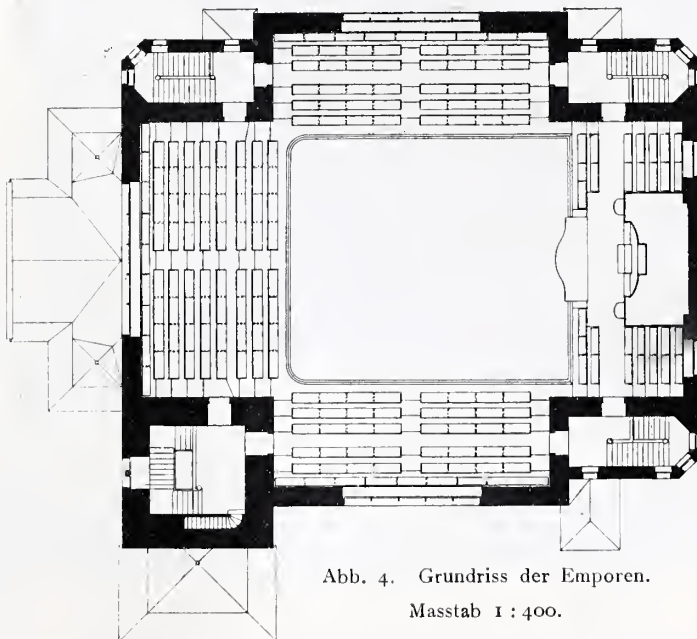 Abb. 4. Grundriss der Emporen.
Masstab 1 : 400.